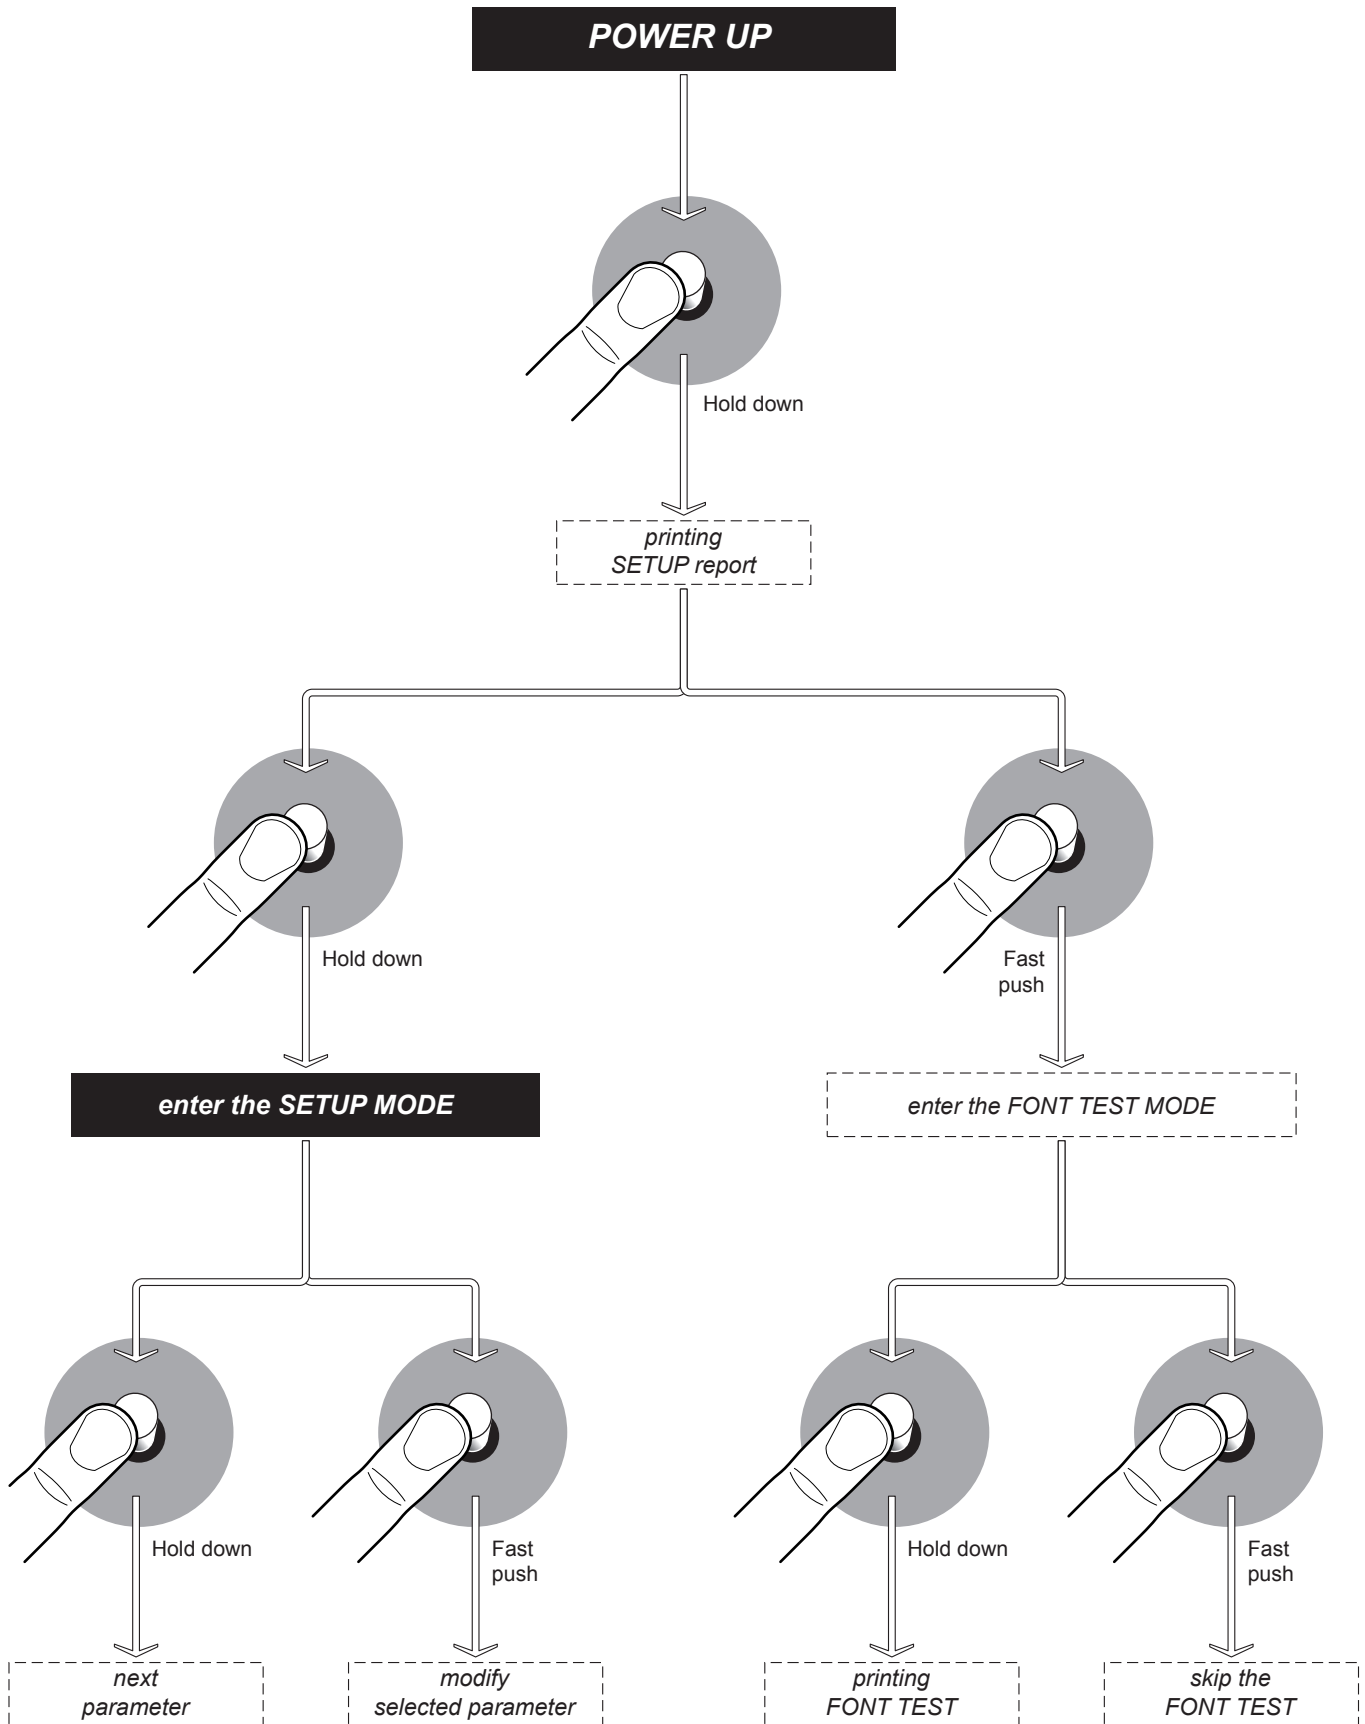 POWER UP
Hold down
printing
SETUP report
Hold down
Fast
push
enter the SETUP MODE
enter the FONT TEST MODE
Hold down
Fast
push
Hold down
Fast
push
next
parameter
modify
selected parameter
printing
FONT TEST
skip the
FONT TEST